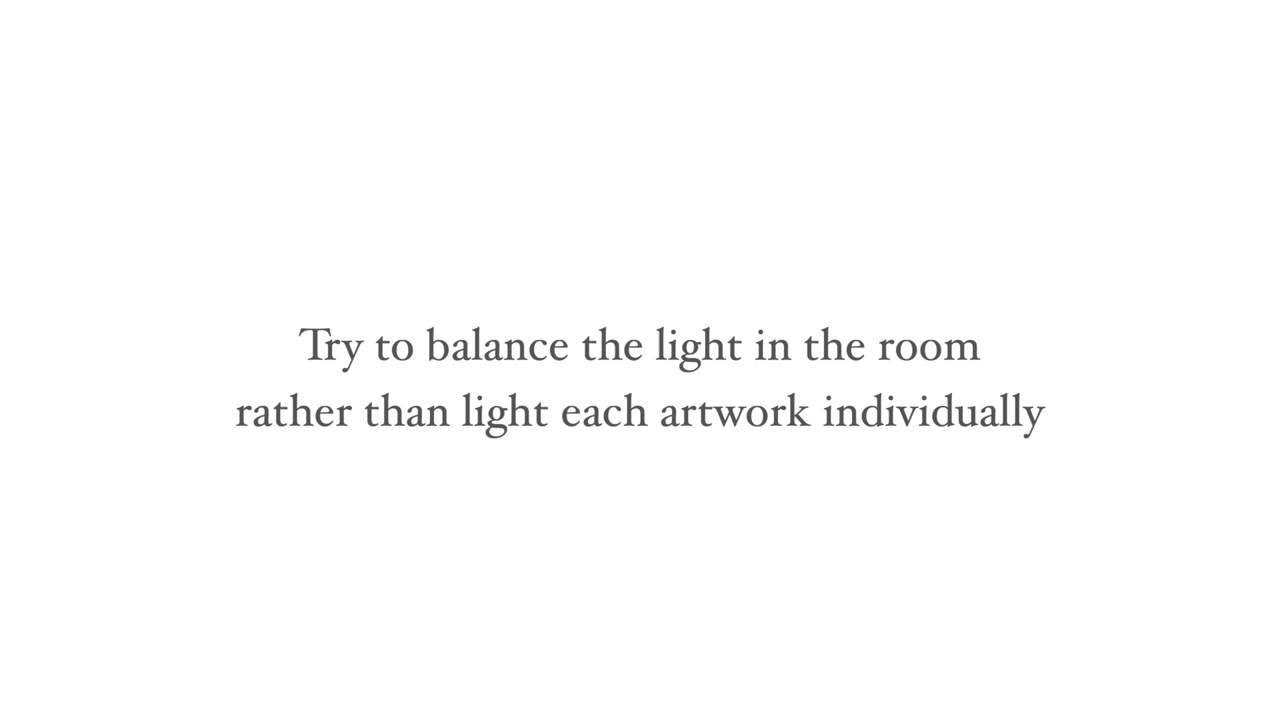 Try to balance the light in the room
rather than light each artwork individually